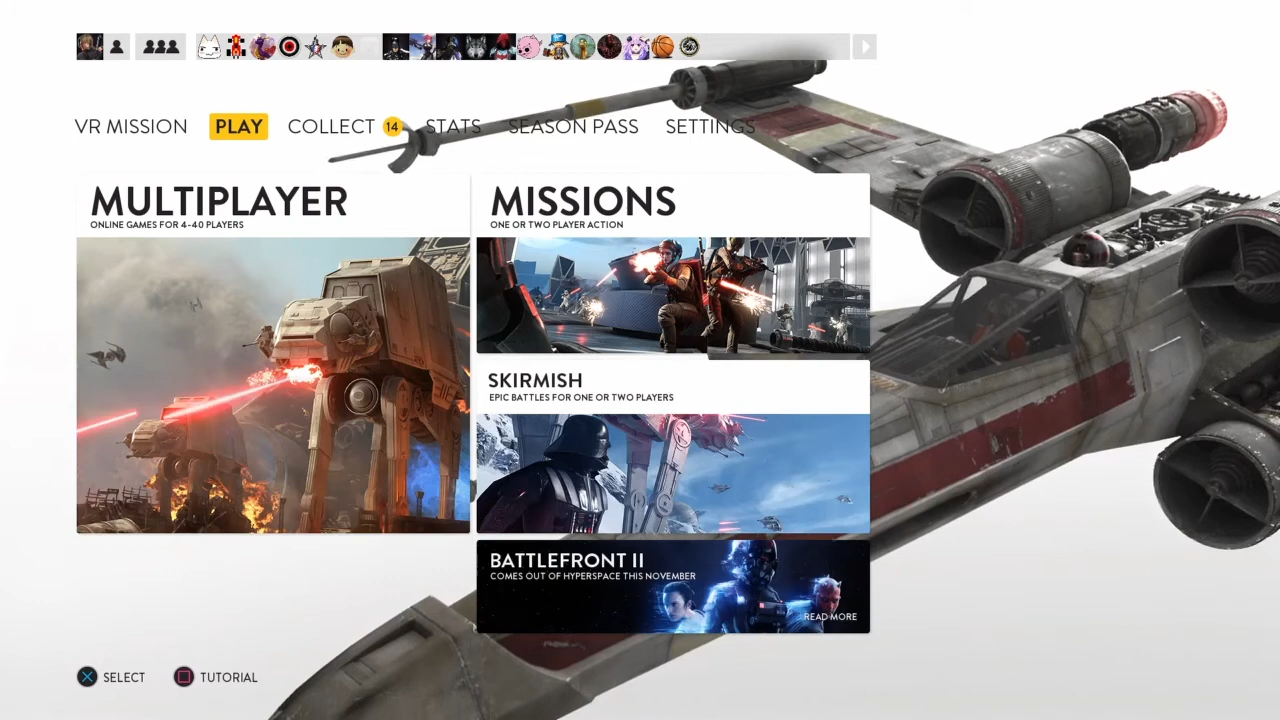 VR MISSION PLAY COLLECT 14 STATS SEASON PASS SETTINGS
MULTIPLAYER
ONLINE GAMES FOR 4-40 PLAYERS
MISSIONS
ONE OR TWO PLAYER ACTION
SKIRMISH
EPIC BATTLES FOR ONE OR TWO PLAYERS
BATTLEFRONT II
COMES OUT OF HYPERSPACE THIS NOVEMBER
READ MORE
SELECT TUTORIAL